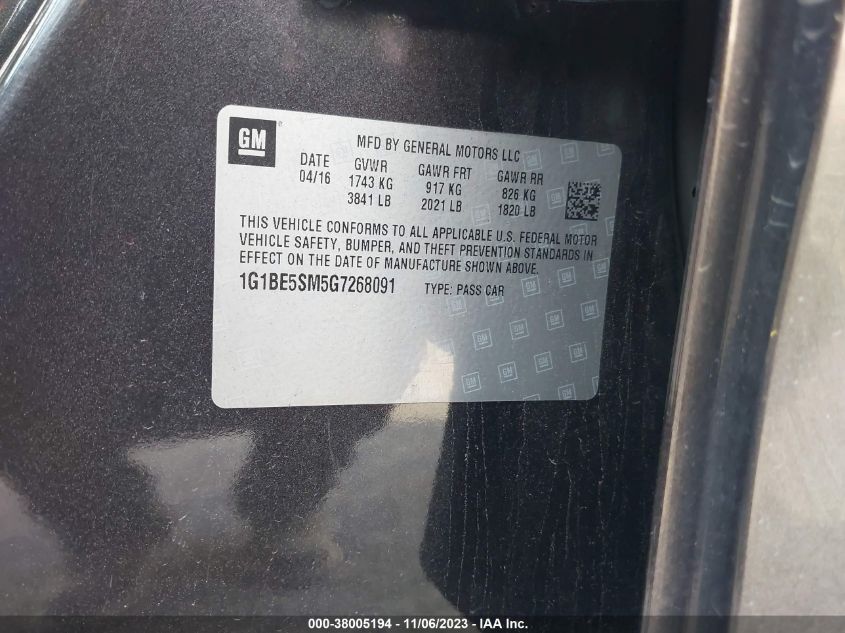 GM®
MFD BY GENERAL MOTORS LLC
DATE GVWR GAWR FRT GAWR RR
04/16 1743 KG 917 KG 826 KG
3841 LB 2021 LB 1820 LB
THIS VEHICLE CONFORMS TO ALL APPLICABLE U.S. FEDERAL MOTOR
VEHICLE SAFETY, BUMPER, AND THEFT PREVENTION STANDARDS IN
EFFECT ON THE DATE OF MANUFACTURE SHOWN ABOVE.
1G1BE5SM5G7268091 TYPE: PASS CAR
000-38005194 - 11/06/2023 - IAA Inc.